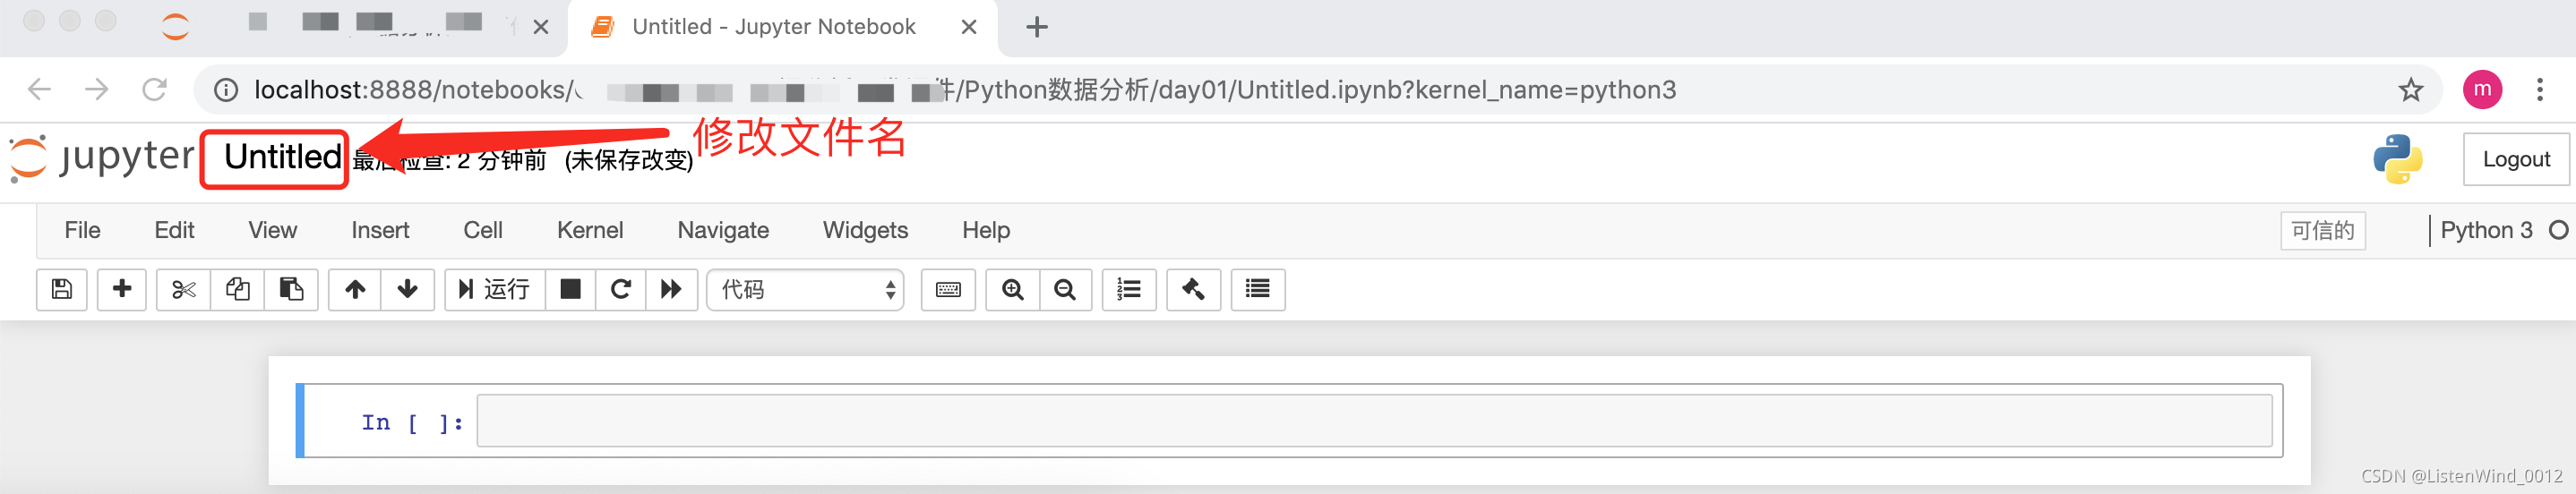 Untitled - Jupyter Notebook
localhost:8888/notebooks/ 件/Python数据分析/day01/Untitled.ipynb?kernel_name=python3
修改文件名
jupyter Untitled 最后检查: 2 分钟前 (未保存改变)
Logout
File Edit View Insert Cell Kernel Navigate Widgets Help 可信的 Python 3
运行 代码
In [ ]:
CSDN @ListenWind_0012